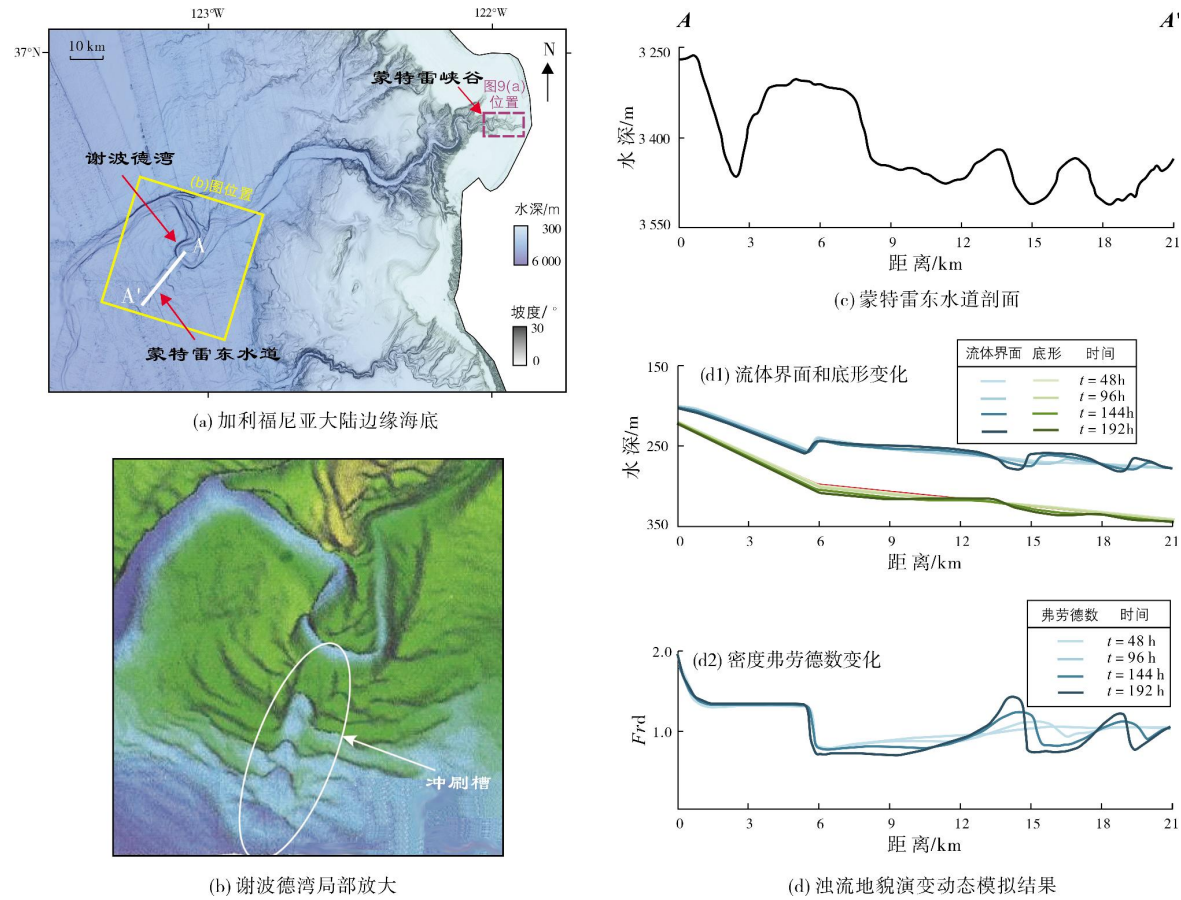 123°W
122°W
37°N
10 km
N
蒙特雷峡谷
图9(a)
位置
谢波德湾
(b)图位置
A
A'
蒙特雷东水道
水深/m
300
6 000
坡度/°
30
0
(a) 加利福尼亚大陆边缘海底
冲刷槽
(b) 谢波德湾局部放大
A
A'
3 250
3 400
3 550
水 深/m
0
3
6
9
12
15
18
21
距 离/km
(c) 蒙特雷东水道剖面
(d1) 流体界面和底形变化
流体界面 底形 时间
t = 48h
t = 96h
t = 144h
t = 192h
150
250
350
水 深/m
0
3
6
9
12
15
18
21
距 离/km
弗劳德数 时间
t = 48 h
t = 96 h
t = 144 h
t = 192 h
(d2) 密度弗劳德数变化
2.0
1.0
0
Frd
0
3
6
9
12
15
18
21
距 离/km
(d) 浊流地貌演变动态模拟结果